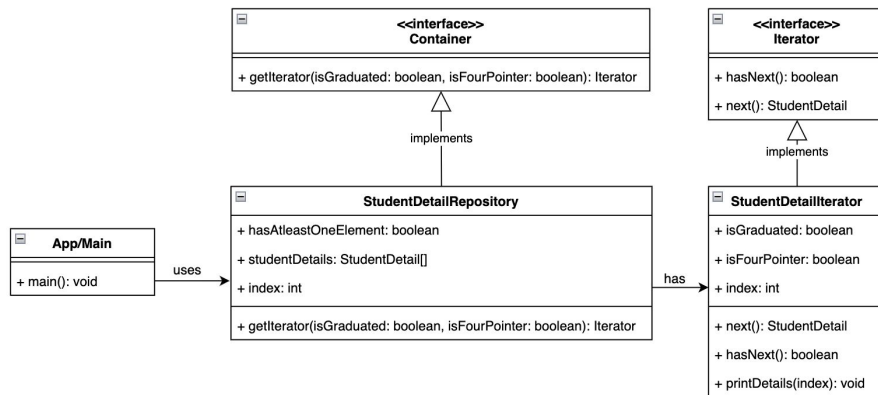 <<interface>>
Container
+ getIterator(isGraduated: boolean, isFourPointer: boolean): Iterator
<<interface>>
Iterator
+ hasNext(): boolean
+ next(): StudentDetail
implements
implements
App/Main
+ main(): void
uses
StudentDetailRepository
+ hasAtleastOneElement: boolean
+ studentDetails: StudentDetail[]
+ index: int
+ getIterator(isGraduated: boolean, isFourPointer: boolean): Iterator
has
StudentDetailIterator
+ isGraduated: boolean
+ isFourPointer: boolean
+ index: int
+ next(): StudentDetail
+ hasNext(): boolean
+ printDetails(index): void